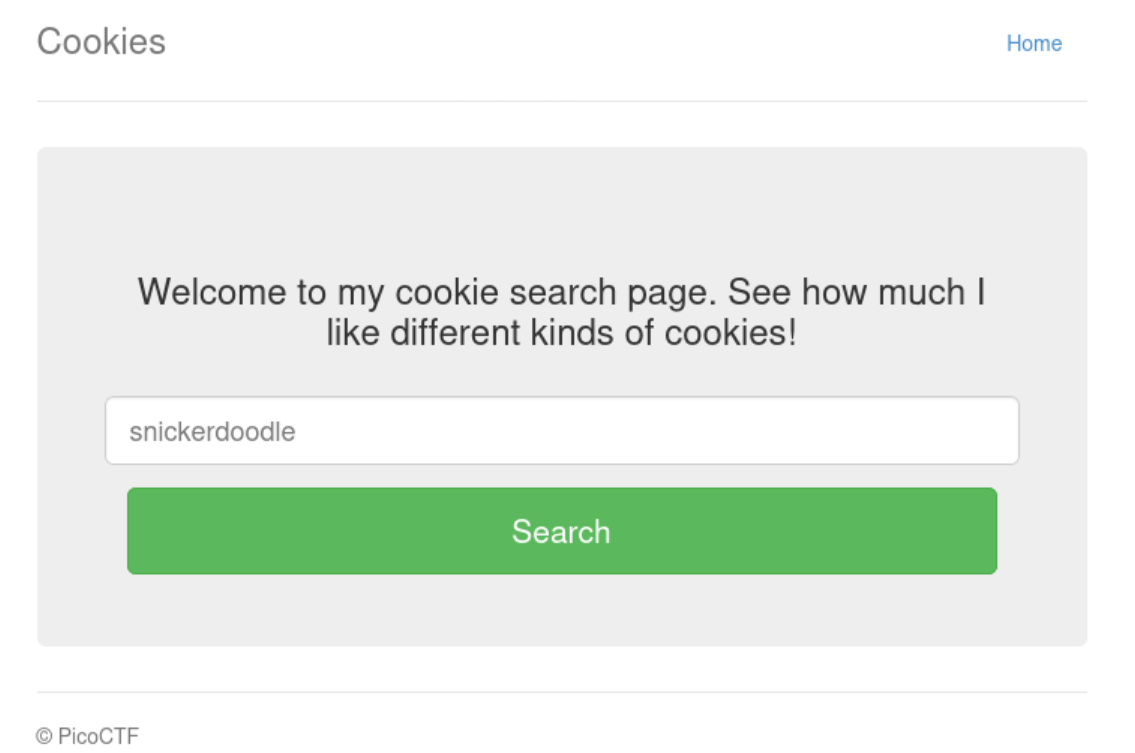 Cookies
Home
Welcome to my cookie search page. See how much I
like different kinds of cookies!
snickerdoodle
Search
© PicoCTF